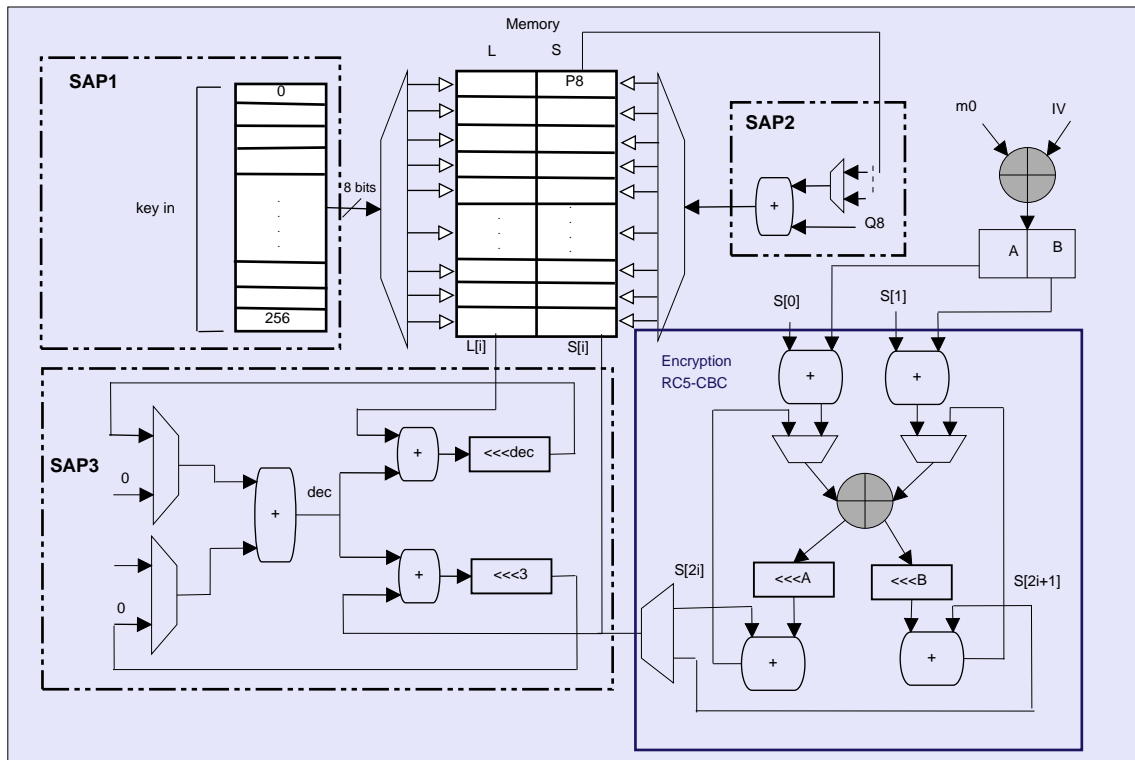 Memory
L S
SAP1
0
P8
SAP2
m0 IV
key in
8 bits
+
Q8
A B
256
S[0] S[1]
L[i] S[i]
Encryption
RC5-CBC
+ +
SAP3
0
+
<<<dec
dec
+
+
<<<3
0
S[2i]
<<<A
<<<B
S[2i+1]
+ +